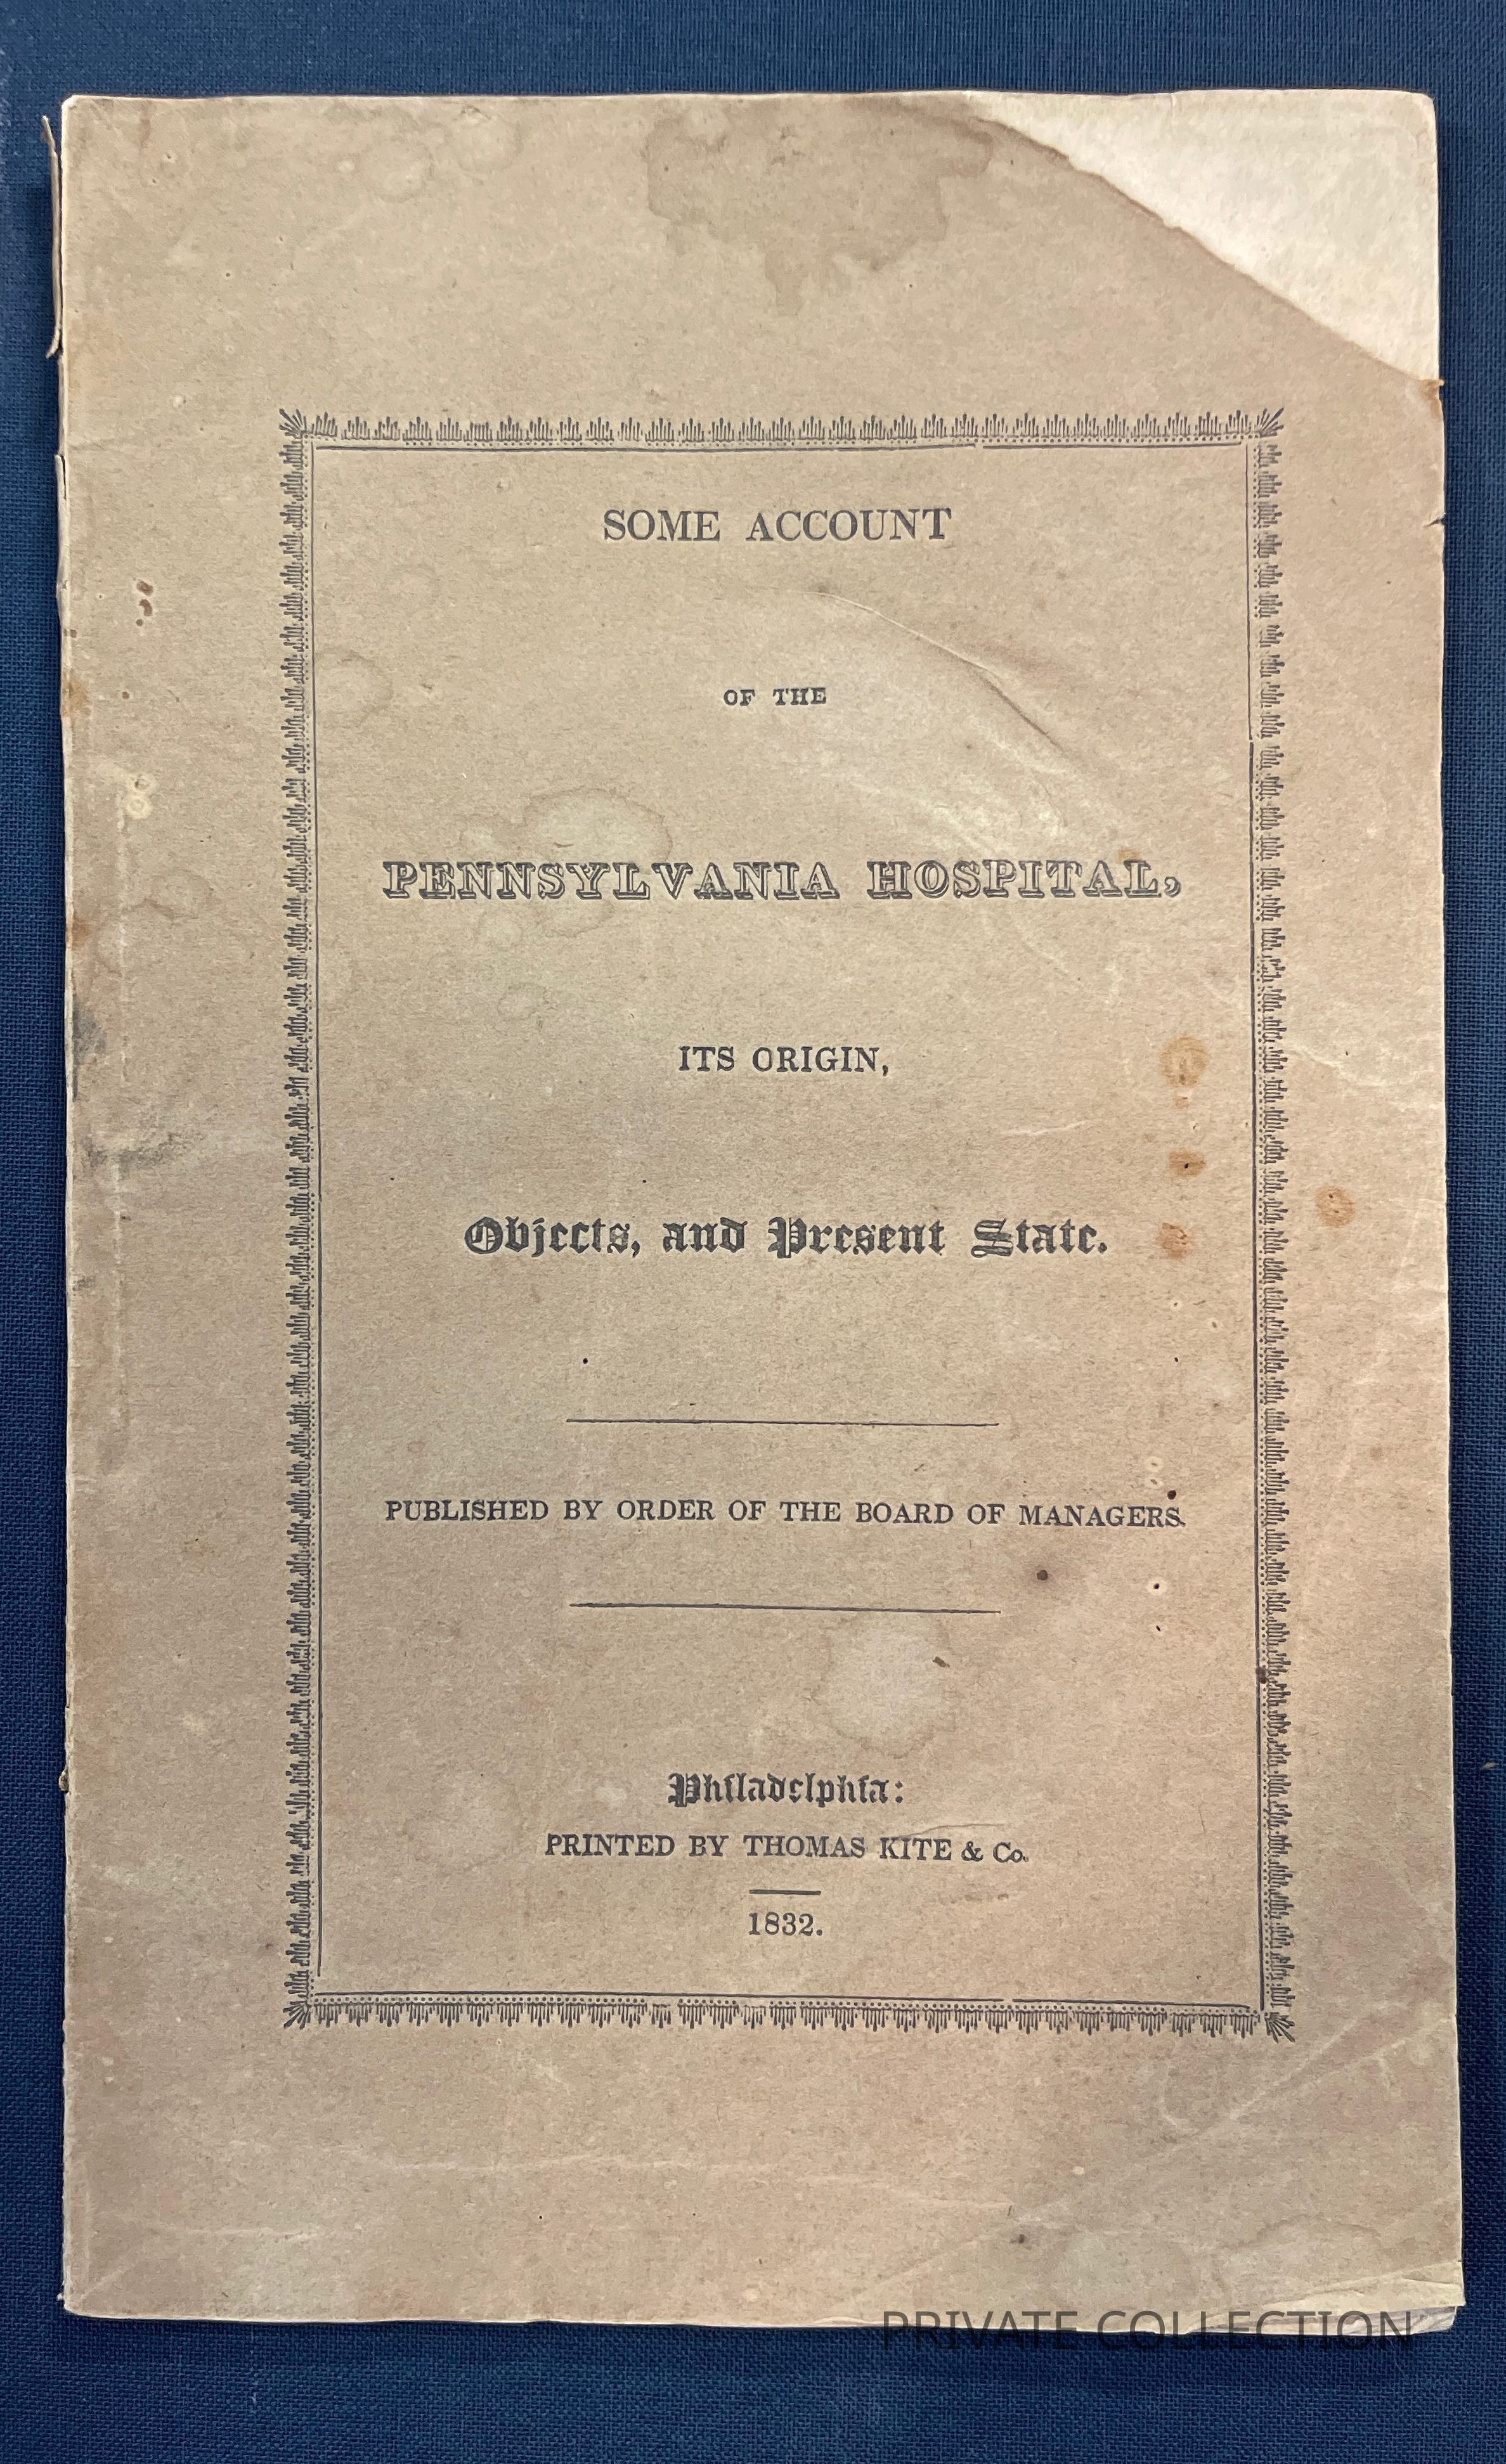 SOME ACCOUNT
OF THE
PENNSYLVANIA HOSPITAL,
ITS ORIGIN,
Objects, and Present State.
PUBLISHED BY ORDER OF THE BOARD OF MANAGERS.
Philadelphia:
PRINTED BY THOMAS KITE & Co.
1832.
PRIVATE COLLECTION